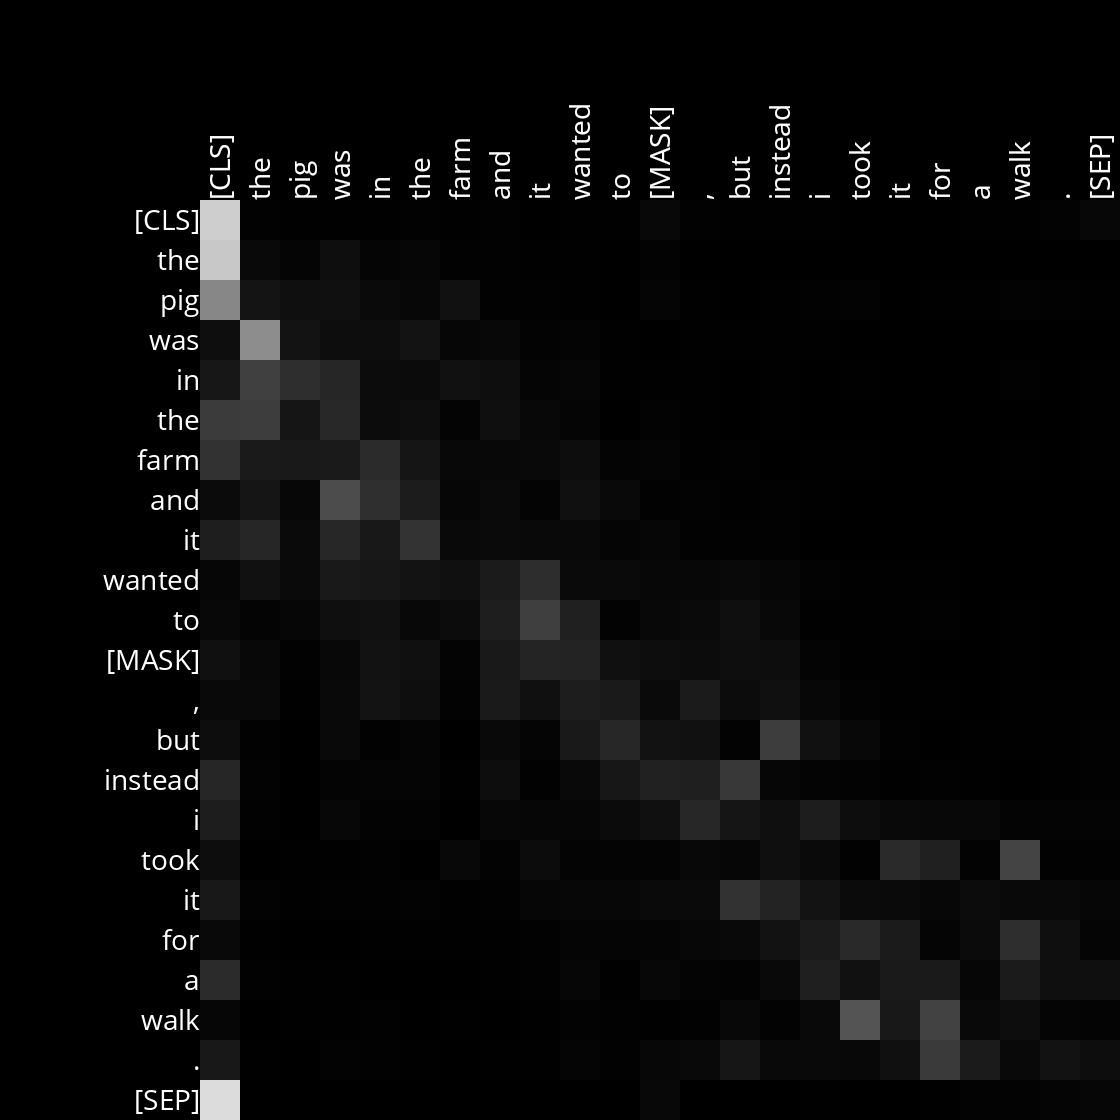 [CLS] the pig was in the farm and it wanted to [MASK] , but instead i took it for a walk . [SEP]
[CLS]
the
pig
was
in
the
farm
and
it
wanted
to
[MASK]
,
but
instead
i
took
it
for
a
walk
.
[SEP]